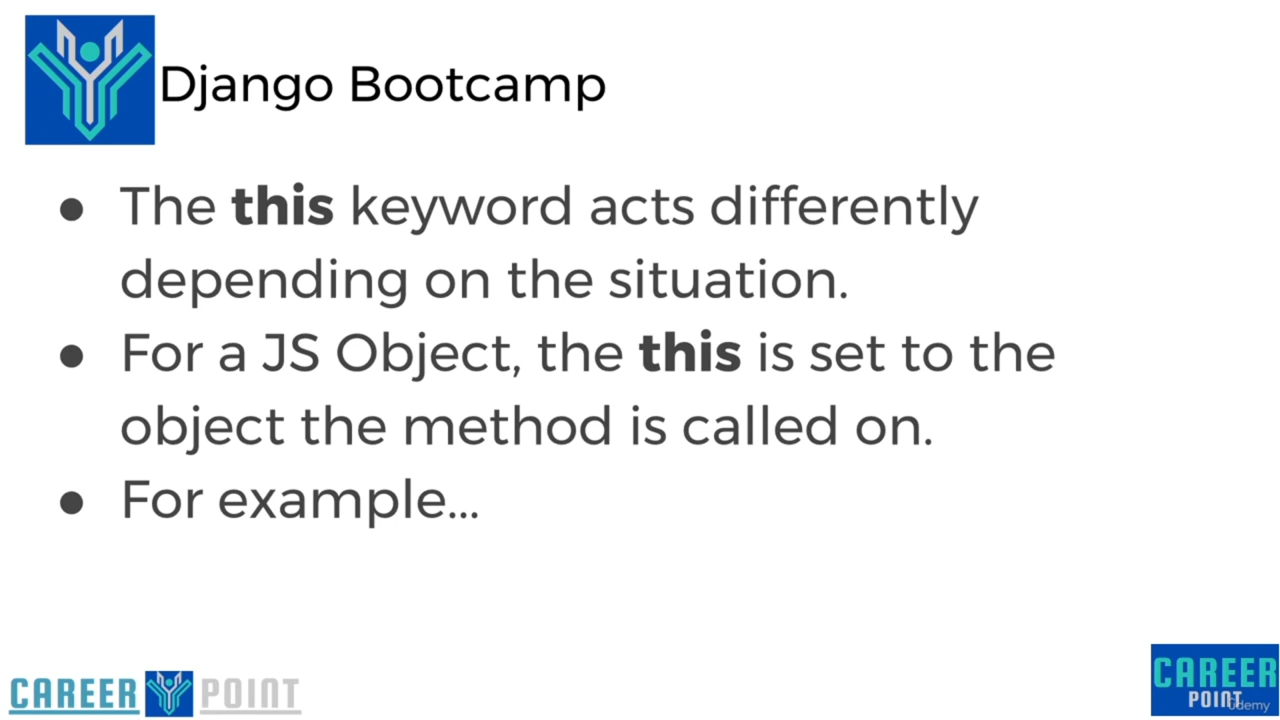 Django Bootcamp
● The this keyword acts differently
depending on the situation.
● For a JS Object, the this is set to the
object the method is called on.
● For example...
CAREER POINT
CAREER
POINT
udemy